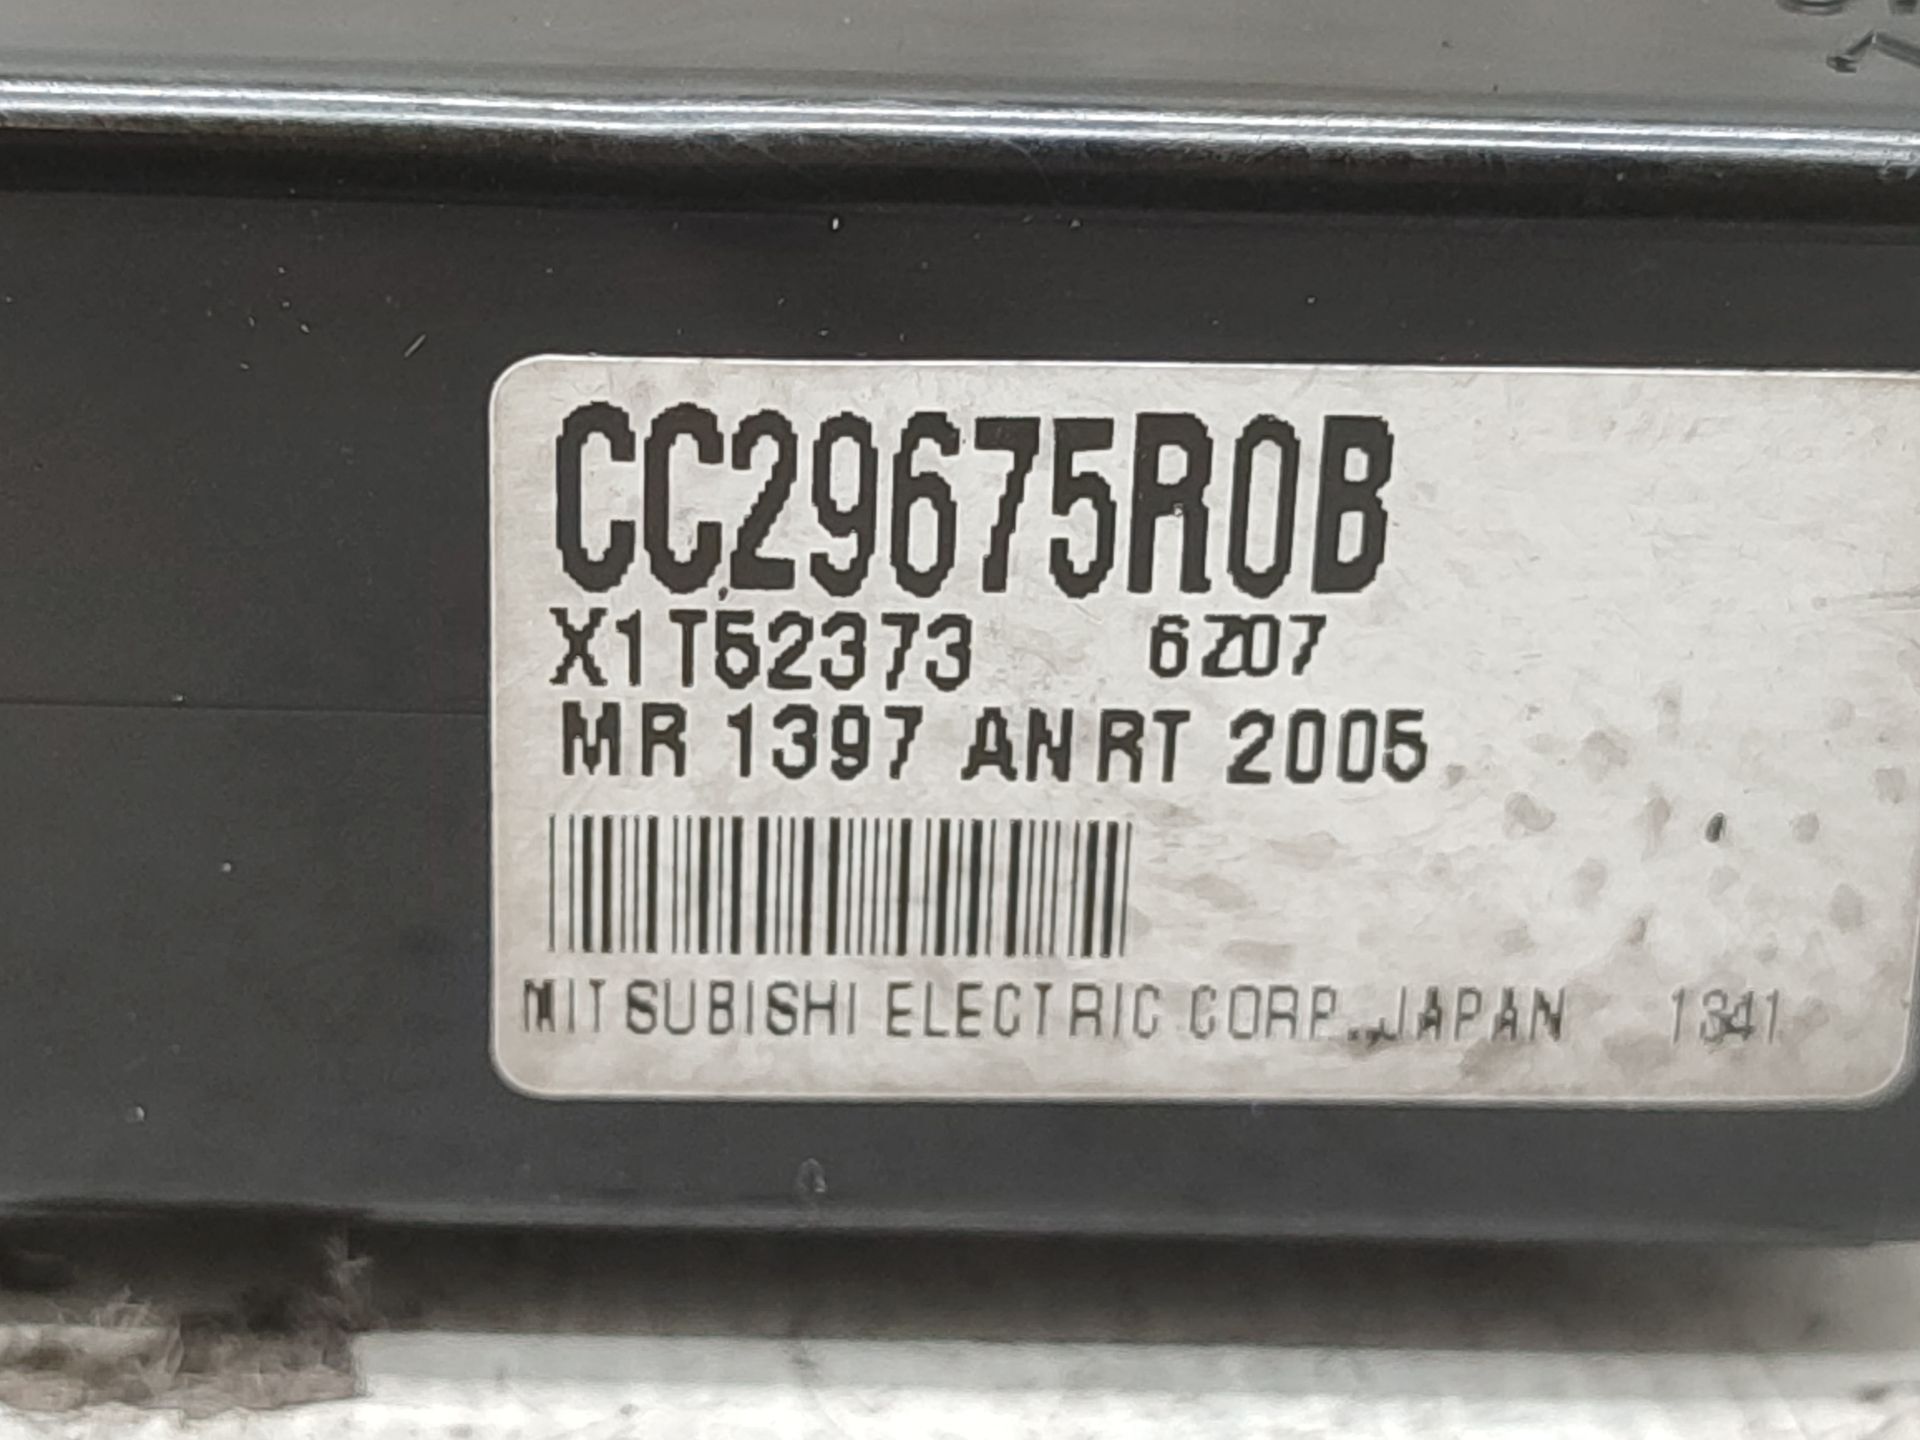 CC29675R0B
X1T52373 6Z07
MR 1397 ANRT 2005
MITSUBISHI ELECTRIC CORP.,JAPAN 1341